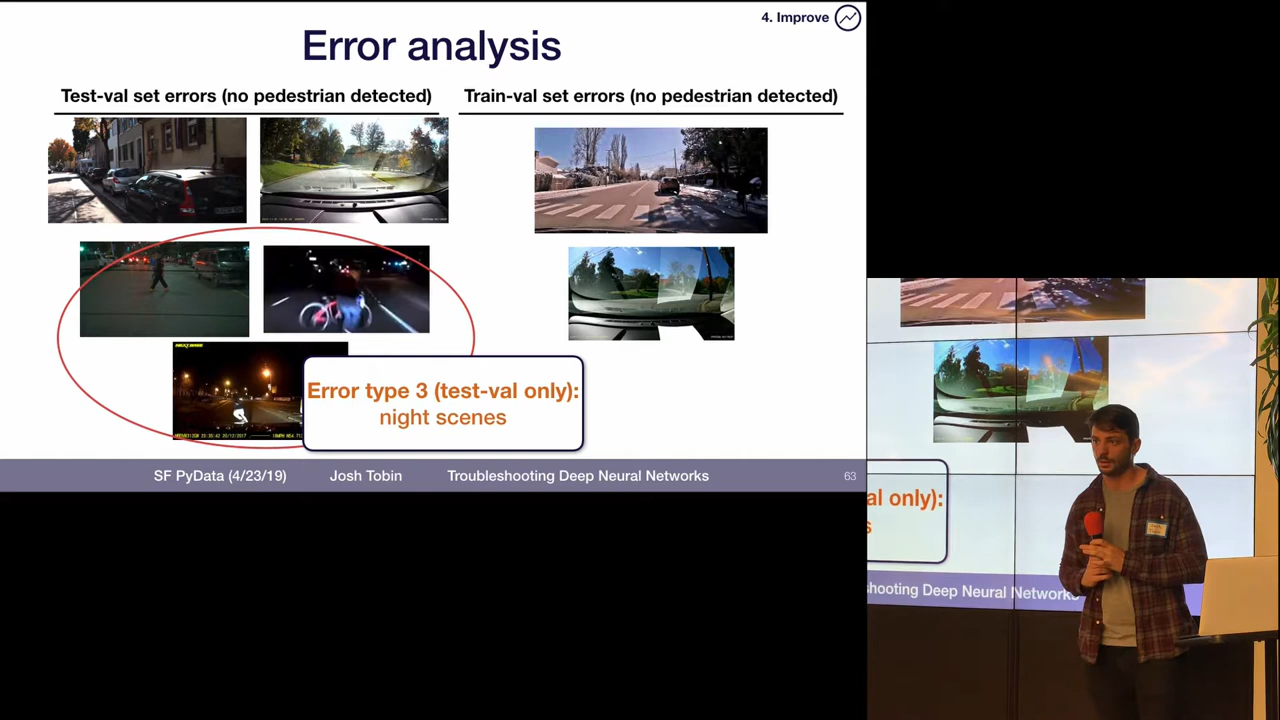 4. Improve
Error analysis
Test-val set errors (no pedestrian detected)
Train-val set errors (no pedestrian detected)
Error type 3 (test-val only):
night scenes
SF PyData (4/23/19)
Josh Tobin
Troubleshooting Deep Neural Networks
63
al only):
s
hooting Deep Neural Networks